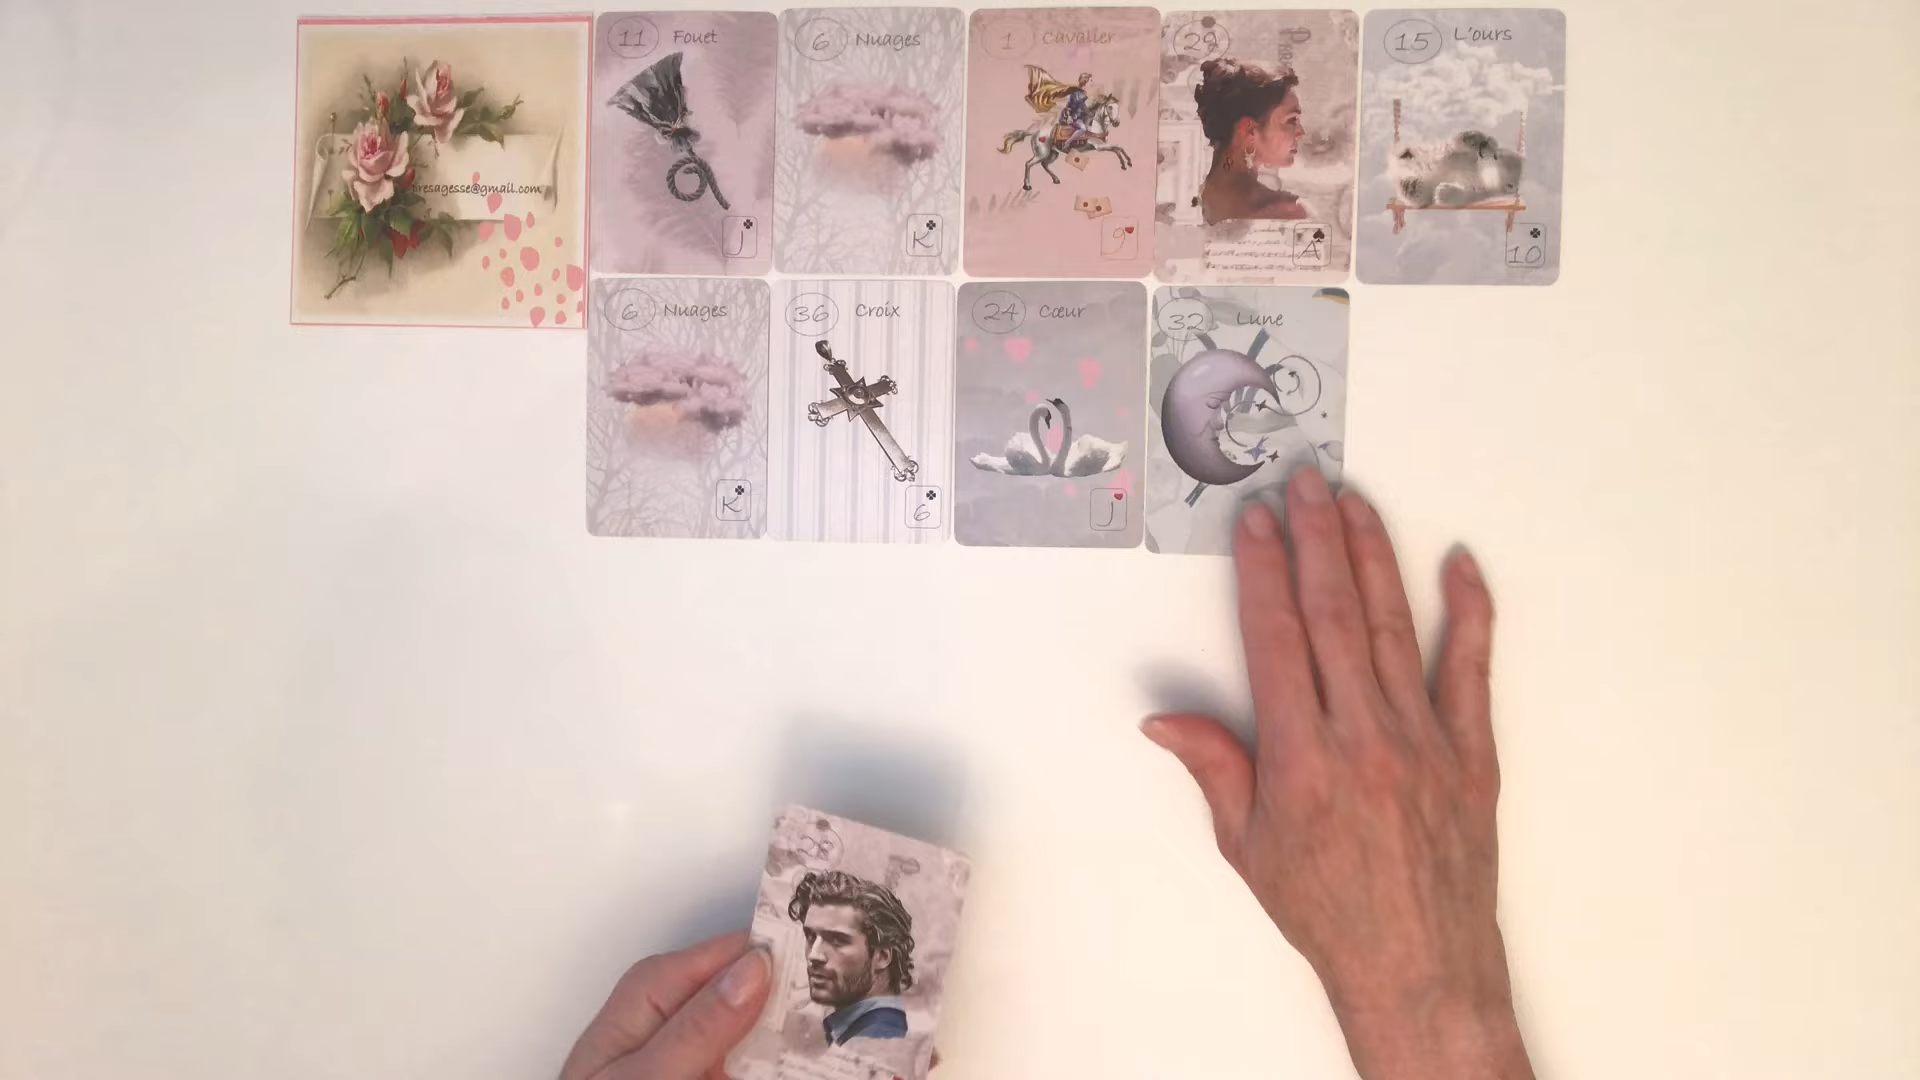 presagesse@gmail.com
11 Fouet
J
6 Nuages
K
1 Cavalier
9
29
A
15 L'ours
10
6 Nuages
K
36 Croix
6
24 Cœur
J
32 Lune
28